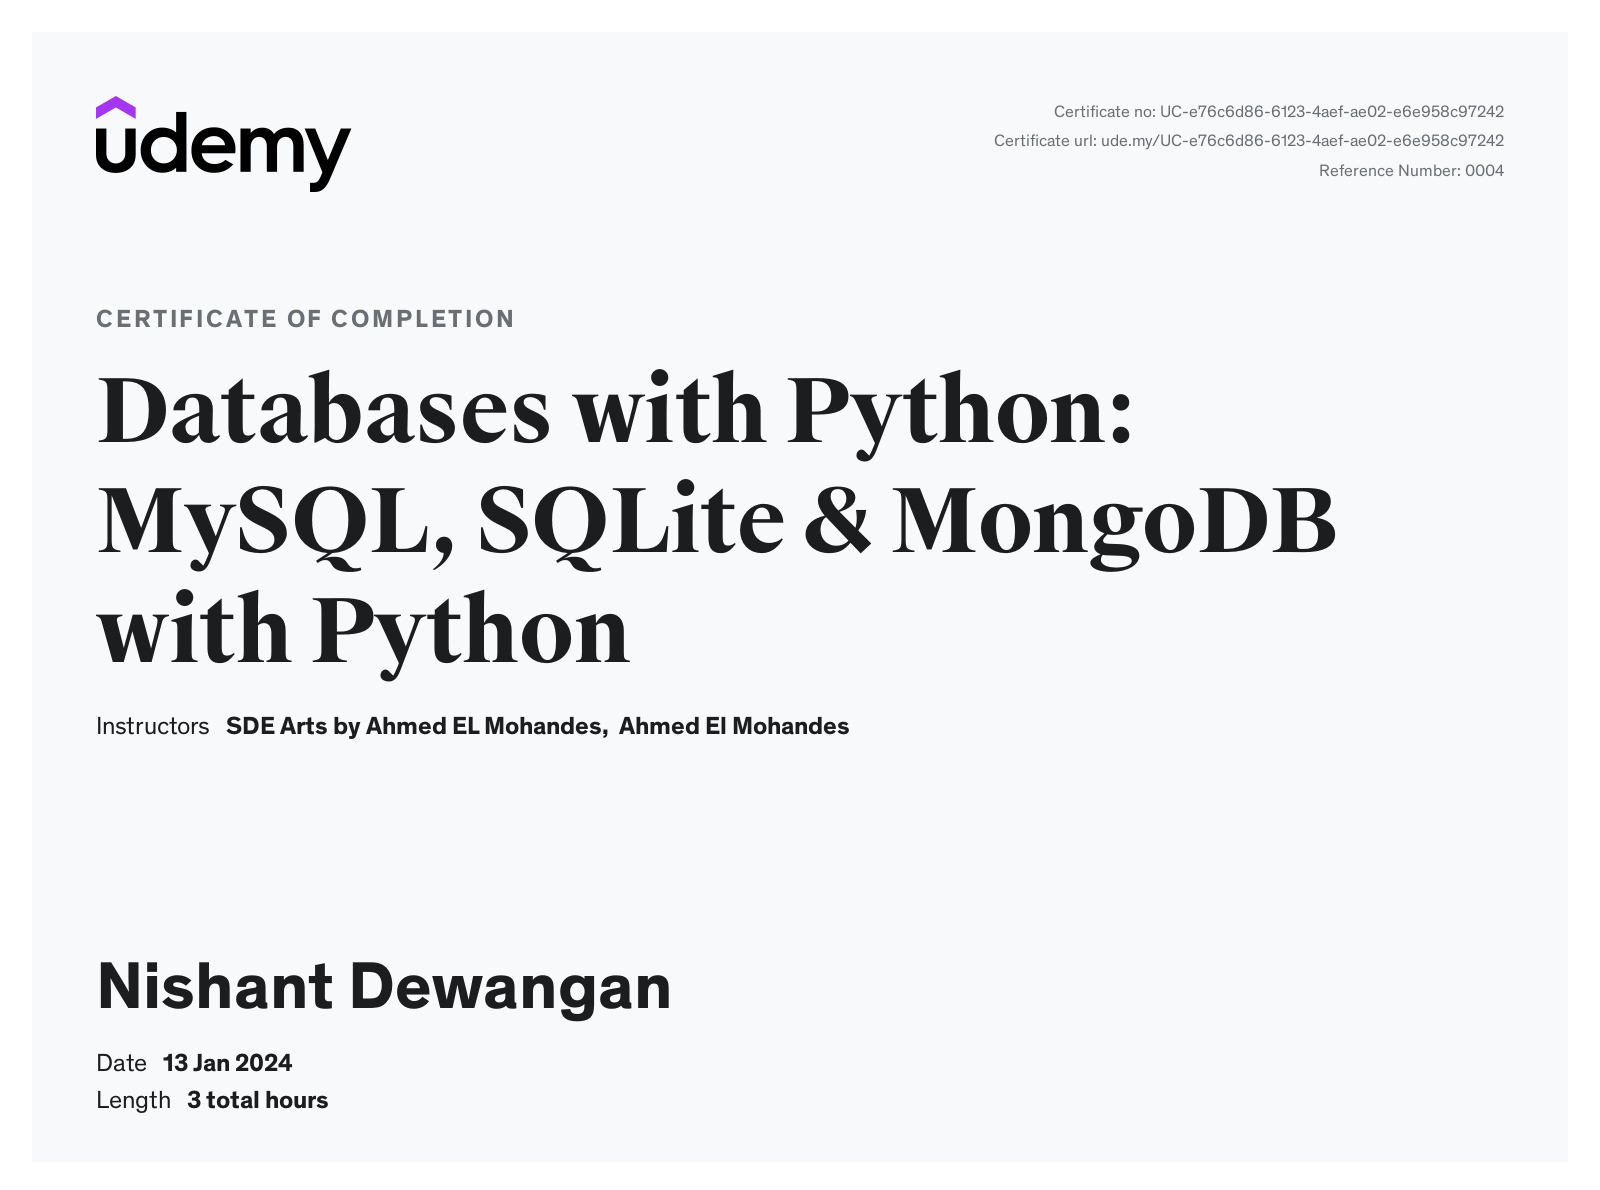 udemy
Certificate no: UC-e76c6d86-6123-4aef-ae02-e6e958c97242
Certificate url: ude.my/UC-e76c6d86-6123-4aef-ae02-e6e958c97242
Reference Number: 0004
CERTIFICATE OF COMPLETION
Databases with Python:
MySQL, SQLite & MongoDB
with Python
Instructors SDE Arts by Ahmed EL Mohandes, Ahmed El Mohandes
Nishant Dewangan
Date 13 Jan 2024
Length 3 total hours